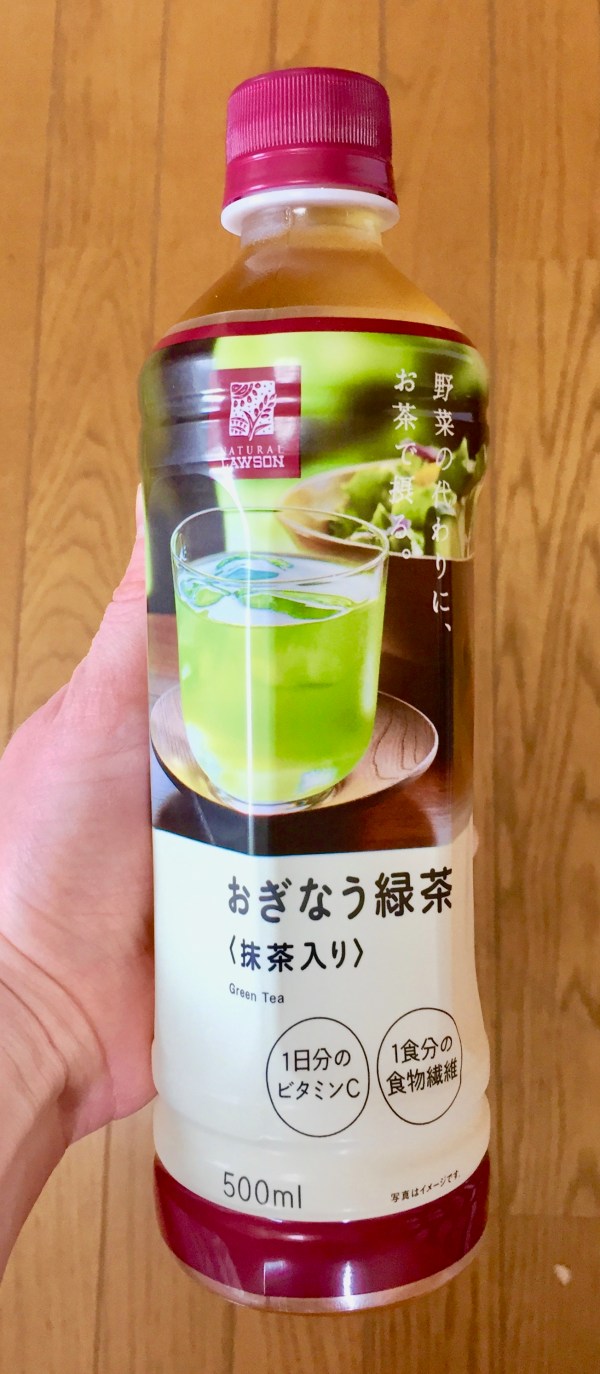 NATURAL
LAWSON
野菜の代わりに、
お茶で摂る。
おぎなう緑茶
〈抹茶入り〉
Green Tea
1日分の
ビタミンC
1食分の
食物繊維
500ml
写真はイメージです。